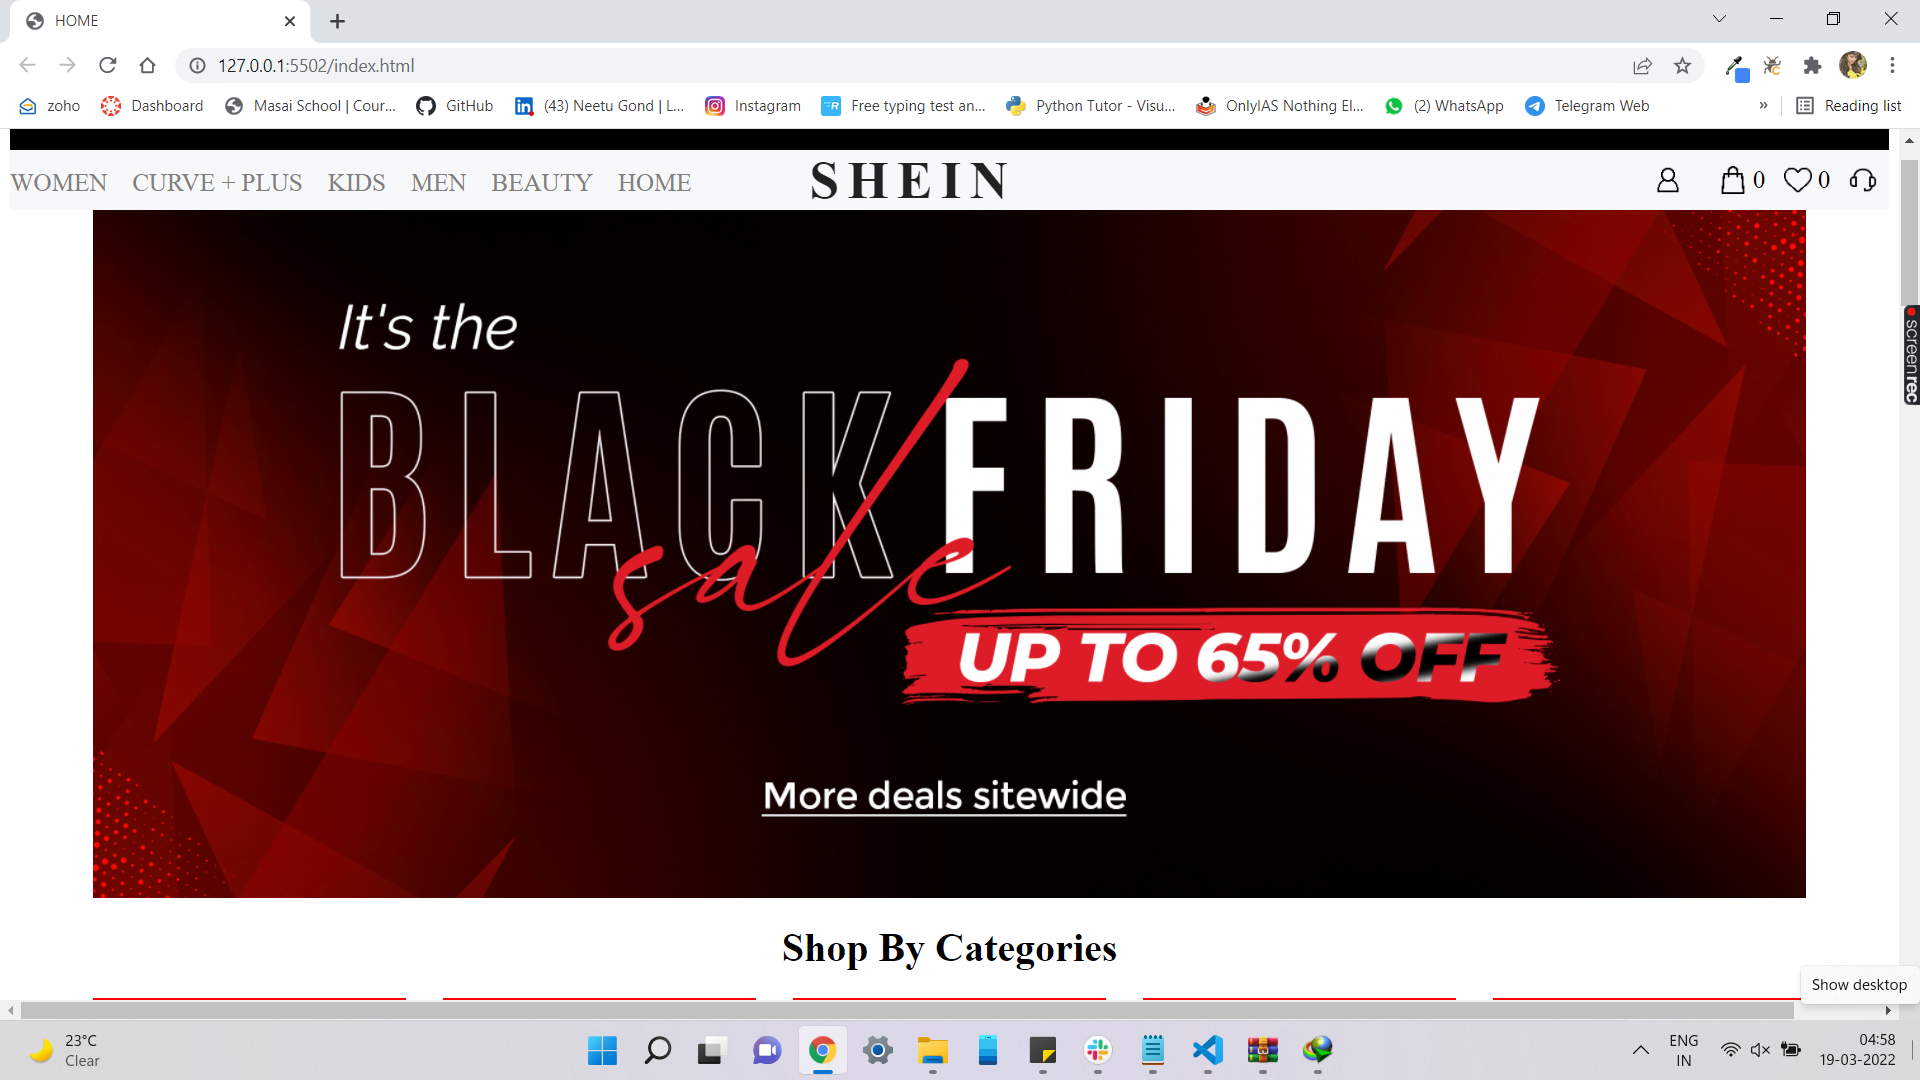 HOME
127.0.0.1:5502/index.html
zoho Dashboard Masai School | Cour... GitHub (43) Neetu Gond | L... Instagram Free typing test an... Python Tutor - Visu... OnlyIAS Nothing El... (2) WhatsApp Telegram Web » Reading list
WOMEN CURVE + PLUS KIDS MEN BEAUTY HOME SHEIN 0 0
It's the
BLACK FRIDAY
sale
UP TO 65% OFF
More deals sitewide
screenrec
Shop By Categories
Show desktop
23°C
Clear
ENG
IN
04:58
19-03-2022